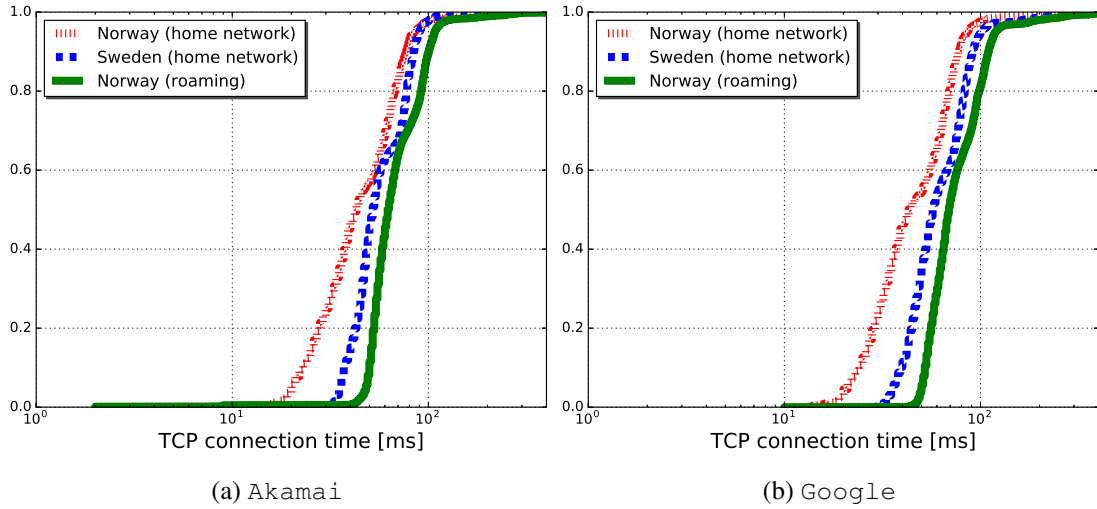 1.0
0.8
0.6
0.4
0.2
0.0
Norway (home network)
Sweden (home network)
Norway (roaming)
10^0
10^1
10^2
TCP connection time [ms]
(a) Akamai
1.0
0.8
0.6
0.4
0.2
0.0
Norway (home network)
Sweden (home network)
Norway (roaming)
10^0
10^1
10^2
TCP connection time [ms]
(b) Google